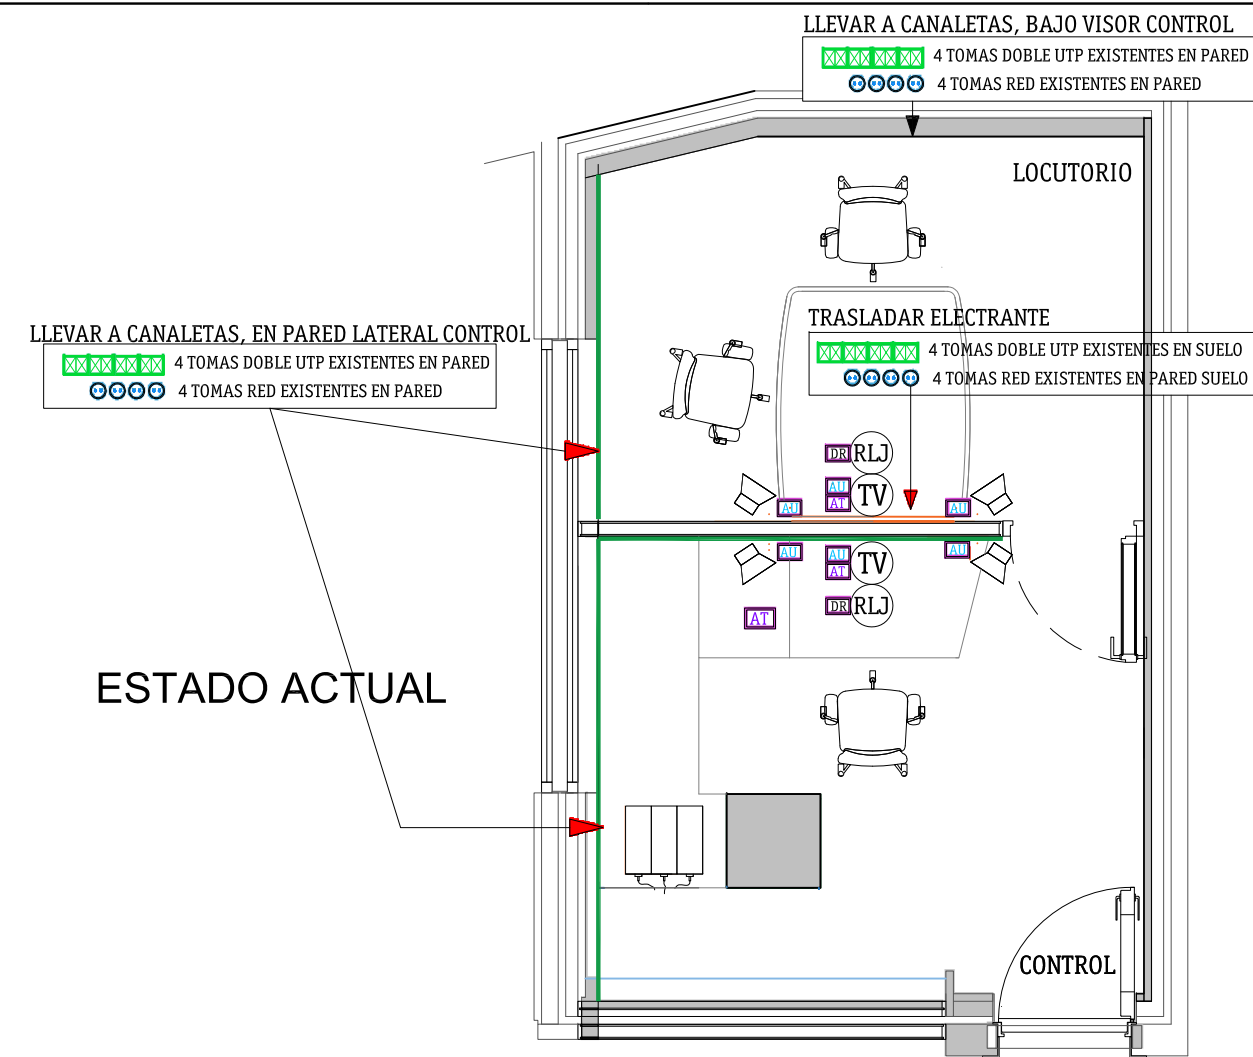 LLEVAR A CANALETAS, BAJO VISOR CONTROL
4 TOMAS DOBLE UTP EXISTENTES EN PARED
4 TOMAS RED EXISTENTES EN PARED
LOCUTORIO
TRASLADAR ELECTRANTE
4 TOMAS DOBLE UTP EXISTENTES EN SUELO
4 TOMAS RED EXISTENTES EN PARED SUELO
LLEVAR A CANALETAS, EN PARED LATERAL CONTROL
4 TOMAS DOBLE UTP EXISTENTES EN PARED
4 TOMAS RED EXISTENTES EN PARED
DR RLJ
AU
AT TV
AU AU
AU AU
AU
AT TV
DR RLJ
AT
ESTADO ACTUAL
CONTROL